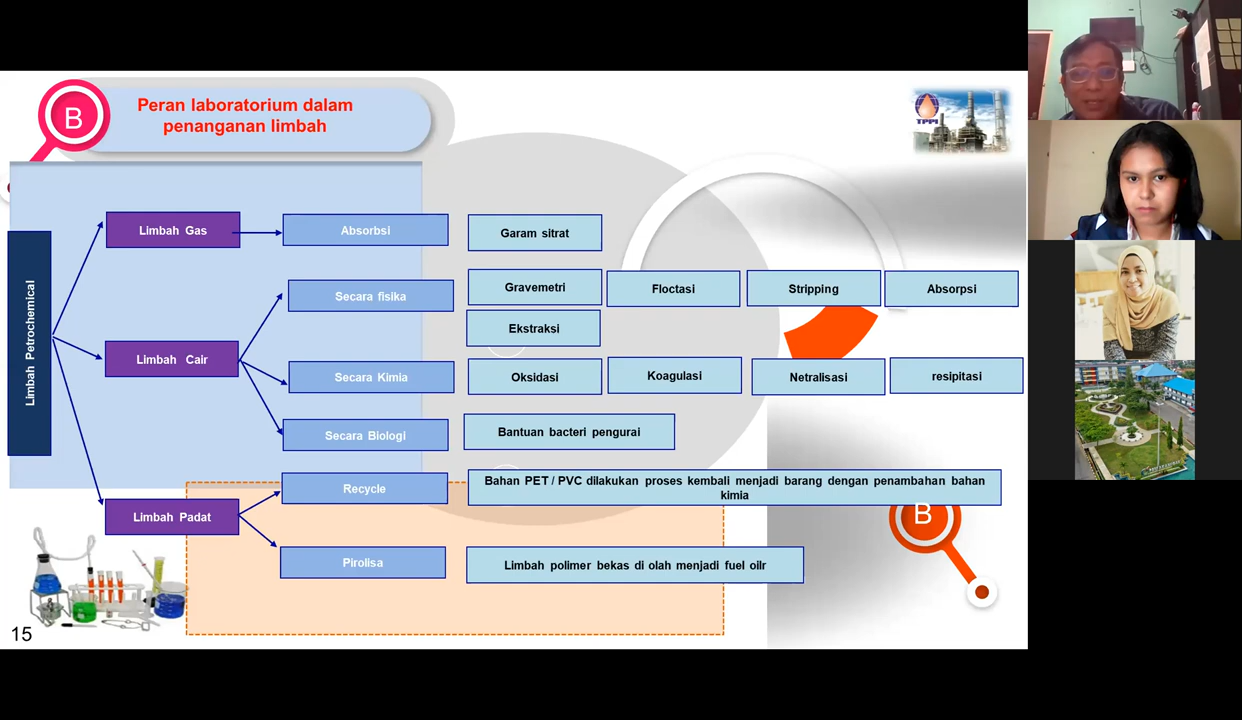 B
Peran laboratorium dalam
penanganan limbah
TPPI
Limbah Petrochemical
Limbah Gas
Absorbsi
Garam sitrat
Limbah Cair
Secara fisika
Gravemetri
Floctasi
Stripping
Absorpsi
Ekstraksi
Secara Kimia
Oksidasi
Koagulasi
Netralisasi
resipitasi
Secara Biologi
Bantuan bacteri pengurai
Limbah Padat
Recycle
Bahan PET / PVC dilakukan proses kembali menjadi barang dengan penambahan bahan
kimia
B
Pirolisa
Limbah polimer bekas di olah menjadi fuel oilr
15